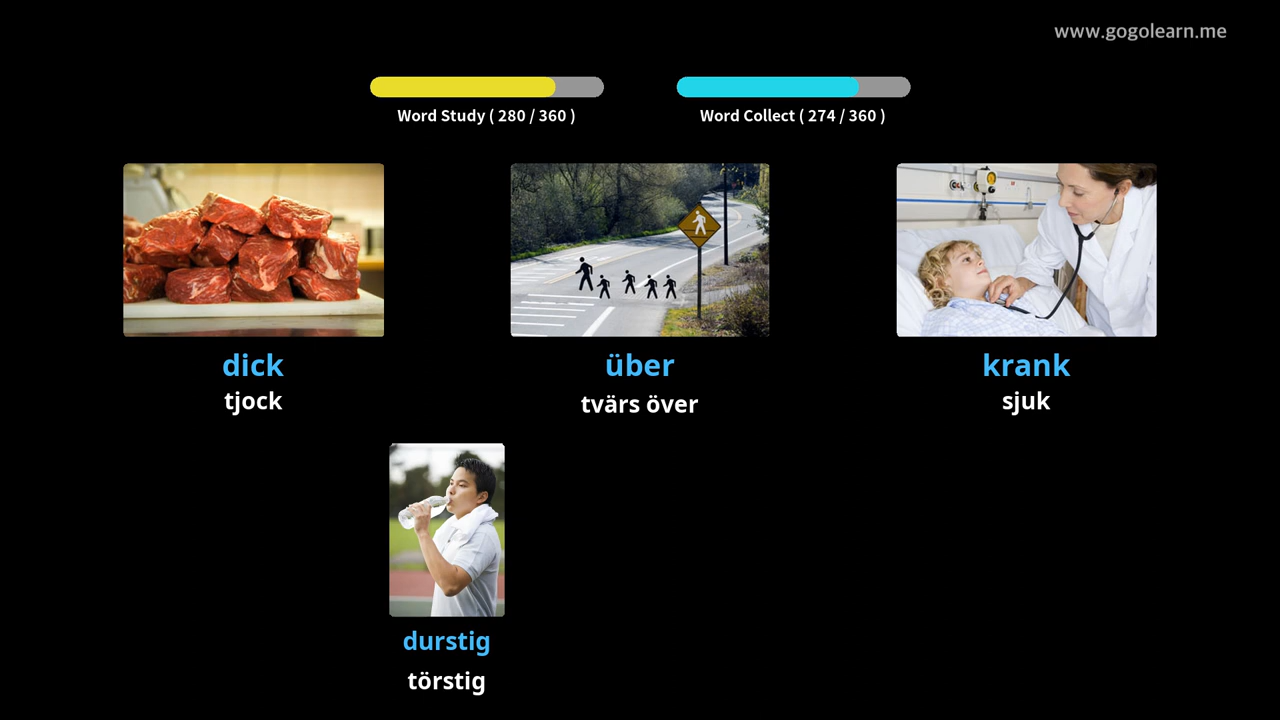 www.gogolearn.me
Word Study ( 280 / 360 )
Word Collect ( 274 / 360 )
dick
tjock
über
tvärs över
krank
sjuk
durstig
törstig